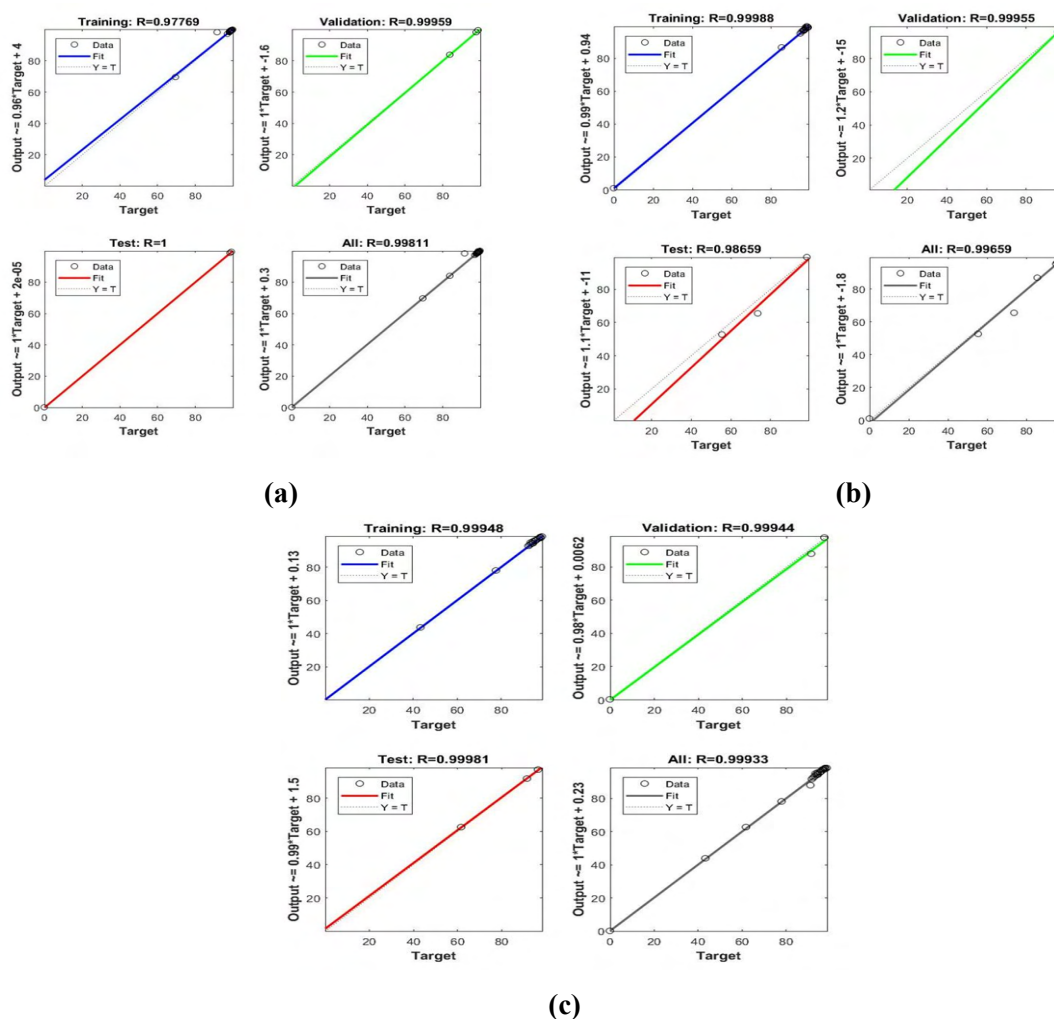 Training: R=0.97769
Output ~= 0.96*Target + 4
Data
Fit
Y = T
80
60
40
20
20 40 60 80
Target
Validation: R=0.99959
Output ~= 1*Target + -1.6
Data
Fit
Y = T
80
60
40
20
20 40 60 80
Target
Test: R=1
Output ~= 1*Target + 2e-05
Data
Fit
Y = T
80
60
40
20
0
0 20 40 60 80
Target
All: R=0.99811
Output ~= 1*Target + 0.3
Data
Fit
Y = T
80
60
40
20
0
0 20 40 60 80
Target
(a)
Training: R=0.99988
Output ~= 0.99*Target + 0.94
Data
Fit
Y = T
80
60
40
20
0
0 20 40 60 80
Target
Validation: R=0.99955
Output ~= 1.2*Target + -15
Data
Fit
Y = T
80
60
40
20
20 40 60 80
Target
Test: R=0.98659
Output ~= 1.1*Target + -11
Data
Fit
Y = T
80
60
40
20
20 40 60 80
Target
All: R=0.99659
Output ~= 1*Target + -1.8
Data
Fit
Y = T
80
60
40
20
0
0 20 40 60 80
Target
(b)
Training: R=0.99948
Output ~= 1*Target + 0.13
Data
Fit
Y = T
80
60
40
20
20 40 60 80
Target
Validation: R=0.99944
Output ~= 0.98*Target + 0.0062
Data
Fit
Y = T
80
60
40
20
0
0 20 40 60 80
Target
Test: R=0.99981
Output ~= 0.99*Target + 1.5
Data
Fit
Y = T
80
60
40
20
20 40 60 80
Target
All: R=0.99933
Output ~= 1*Target + 0.23
Data
Fit
Y = T
80
60
40
20
0
0 20 40 60 80
Target
(c)